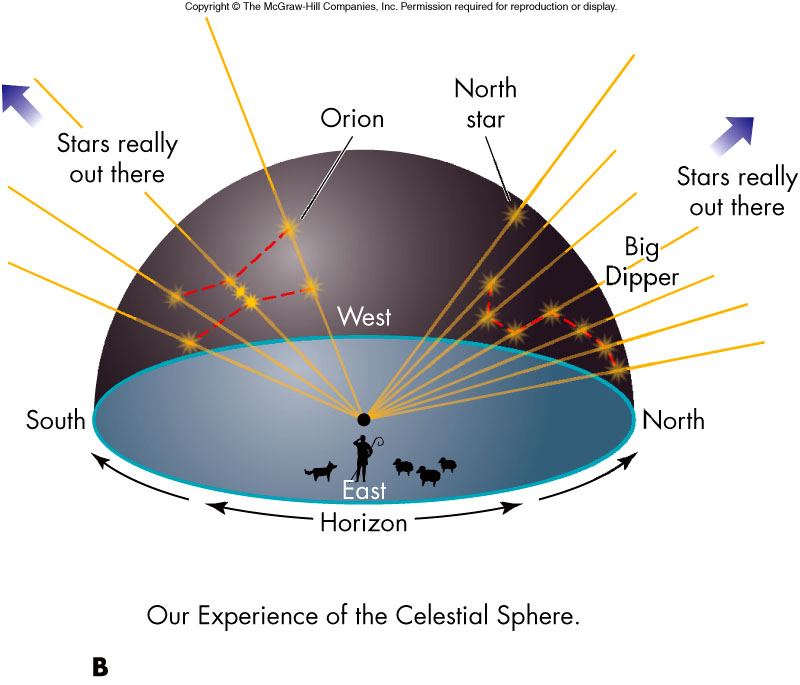 Copyright © The McGraw-Hill Companies, Inc. Permission required for reproduction or display.
North
star
Orion
Stars really
out there
Stars really
out there
Big
Dipper
West
South
North
East
Horizon
Our Experience of the Celestial Sphere.
B